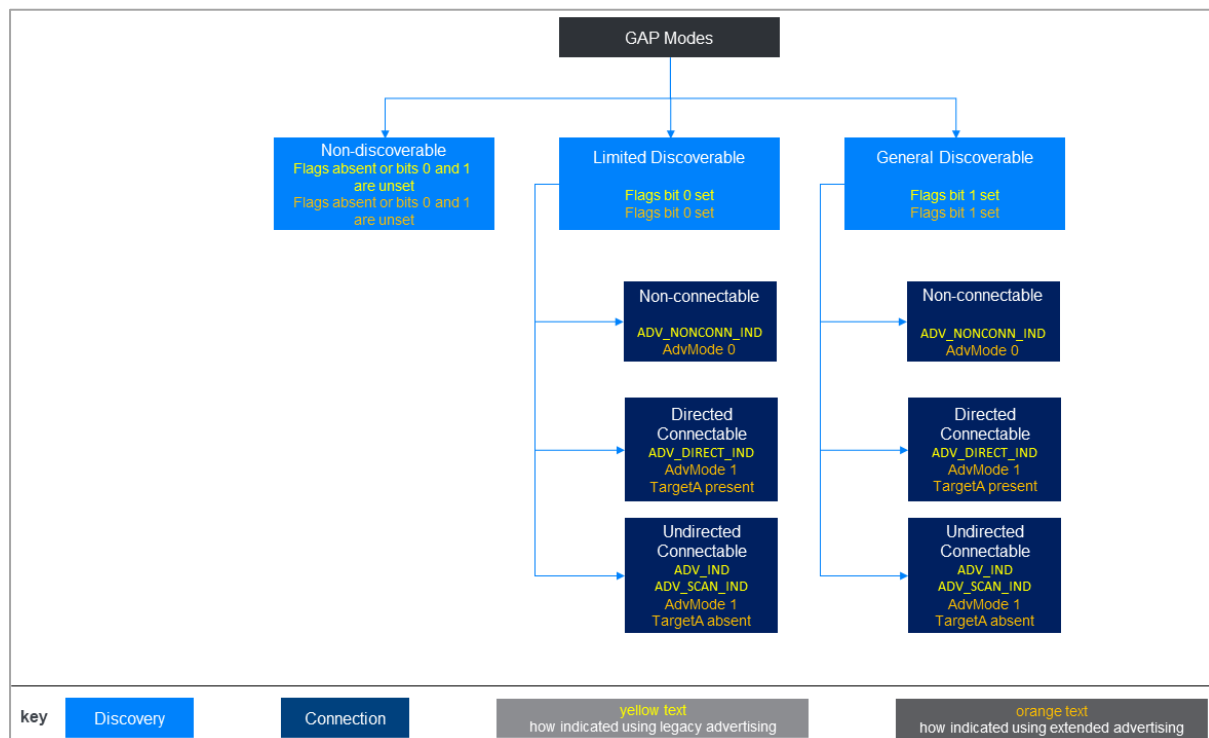 GAP Modes
Non-discoverable
Flags absent or bits 0 and 1
are unset
Flags absent or bits 0 and 1
are unset
Limited Discoverable
Flags bit 0 set
Flags bit 0 set
General Discoverable
Flags bit 1 set
Flags bit 1 set
Non-connectable
ADV_NONCONN_IND
AdvMode 0
Directed
Connectable
ADV_DIRECT_IND
AdvMode 1
TargetA present
Undirected
Connectable
ADV_IND
ADV_SCAN_IND
AdvMode 1
TargetA absent
Non-connectable
ADV_NONCONN_IND
AdvMode 0
Directed
Connectable
ADV_DIRECT_IND
AdvMode 1
TargetA present
Undirected
Connectable
ADV_IND
ADV_SCAN_IND
AdvMode 1
TargetA absent
key
Discovery
Connection
yellow text
how indicated using legacy advertising
orange text
how indicated using extended advertising